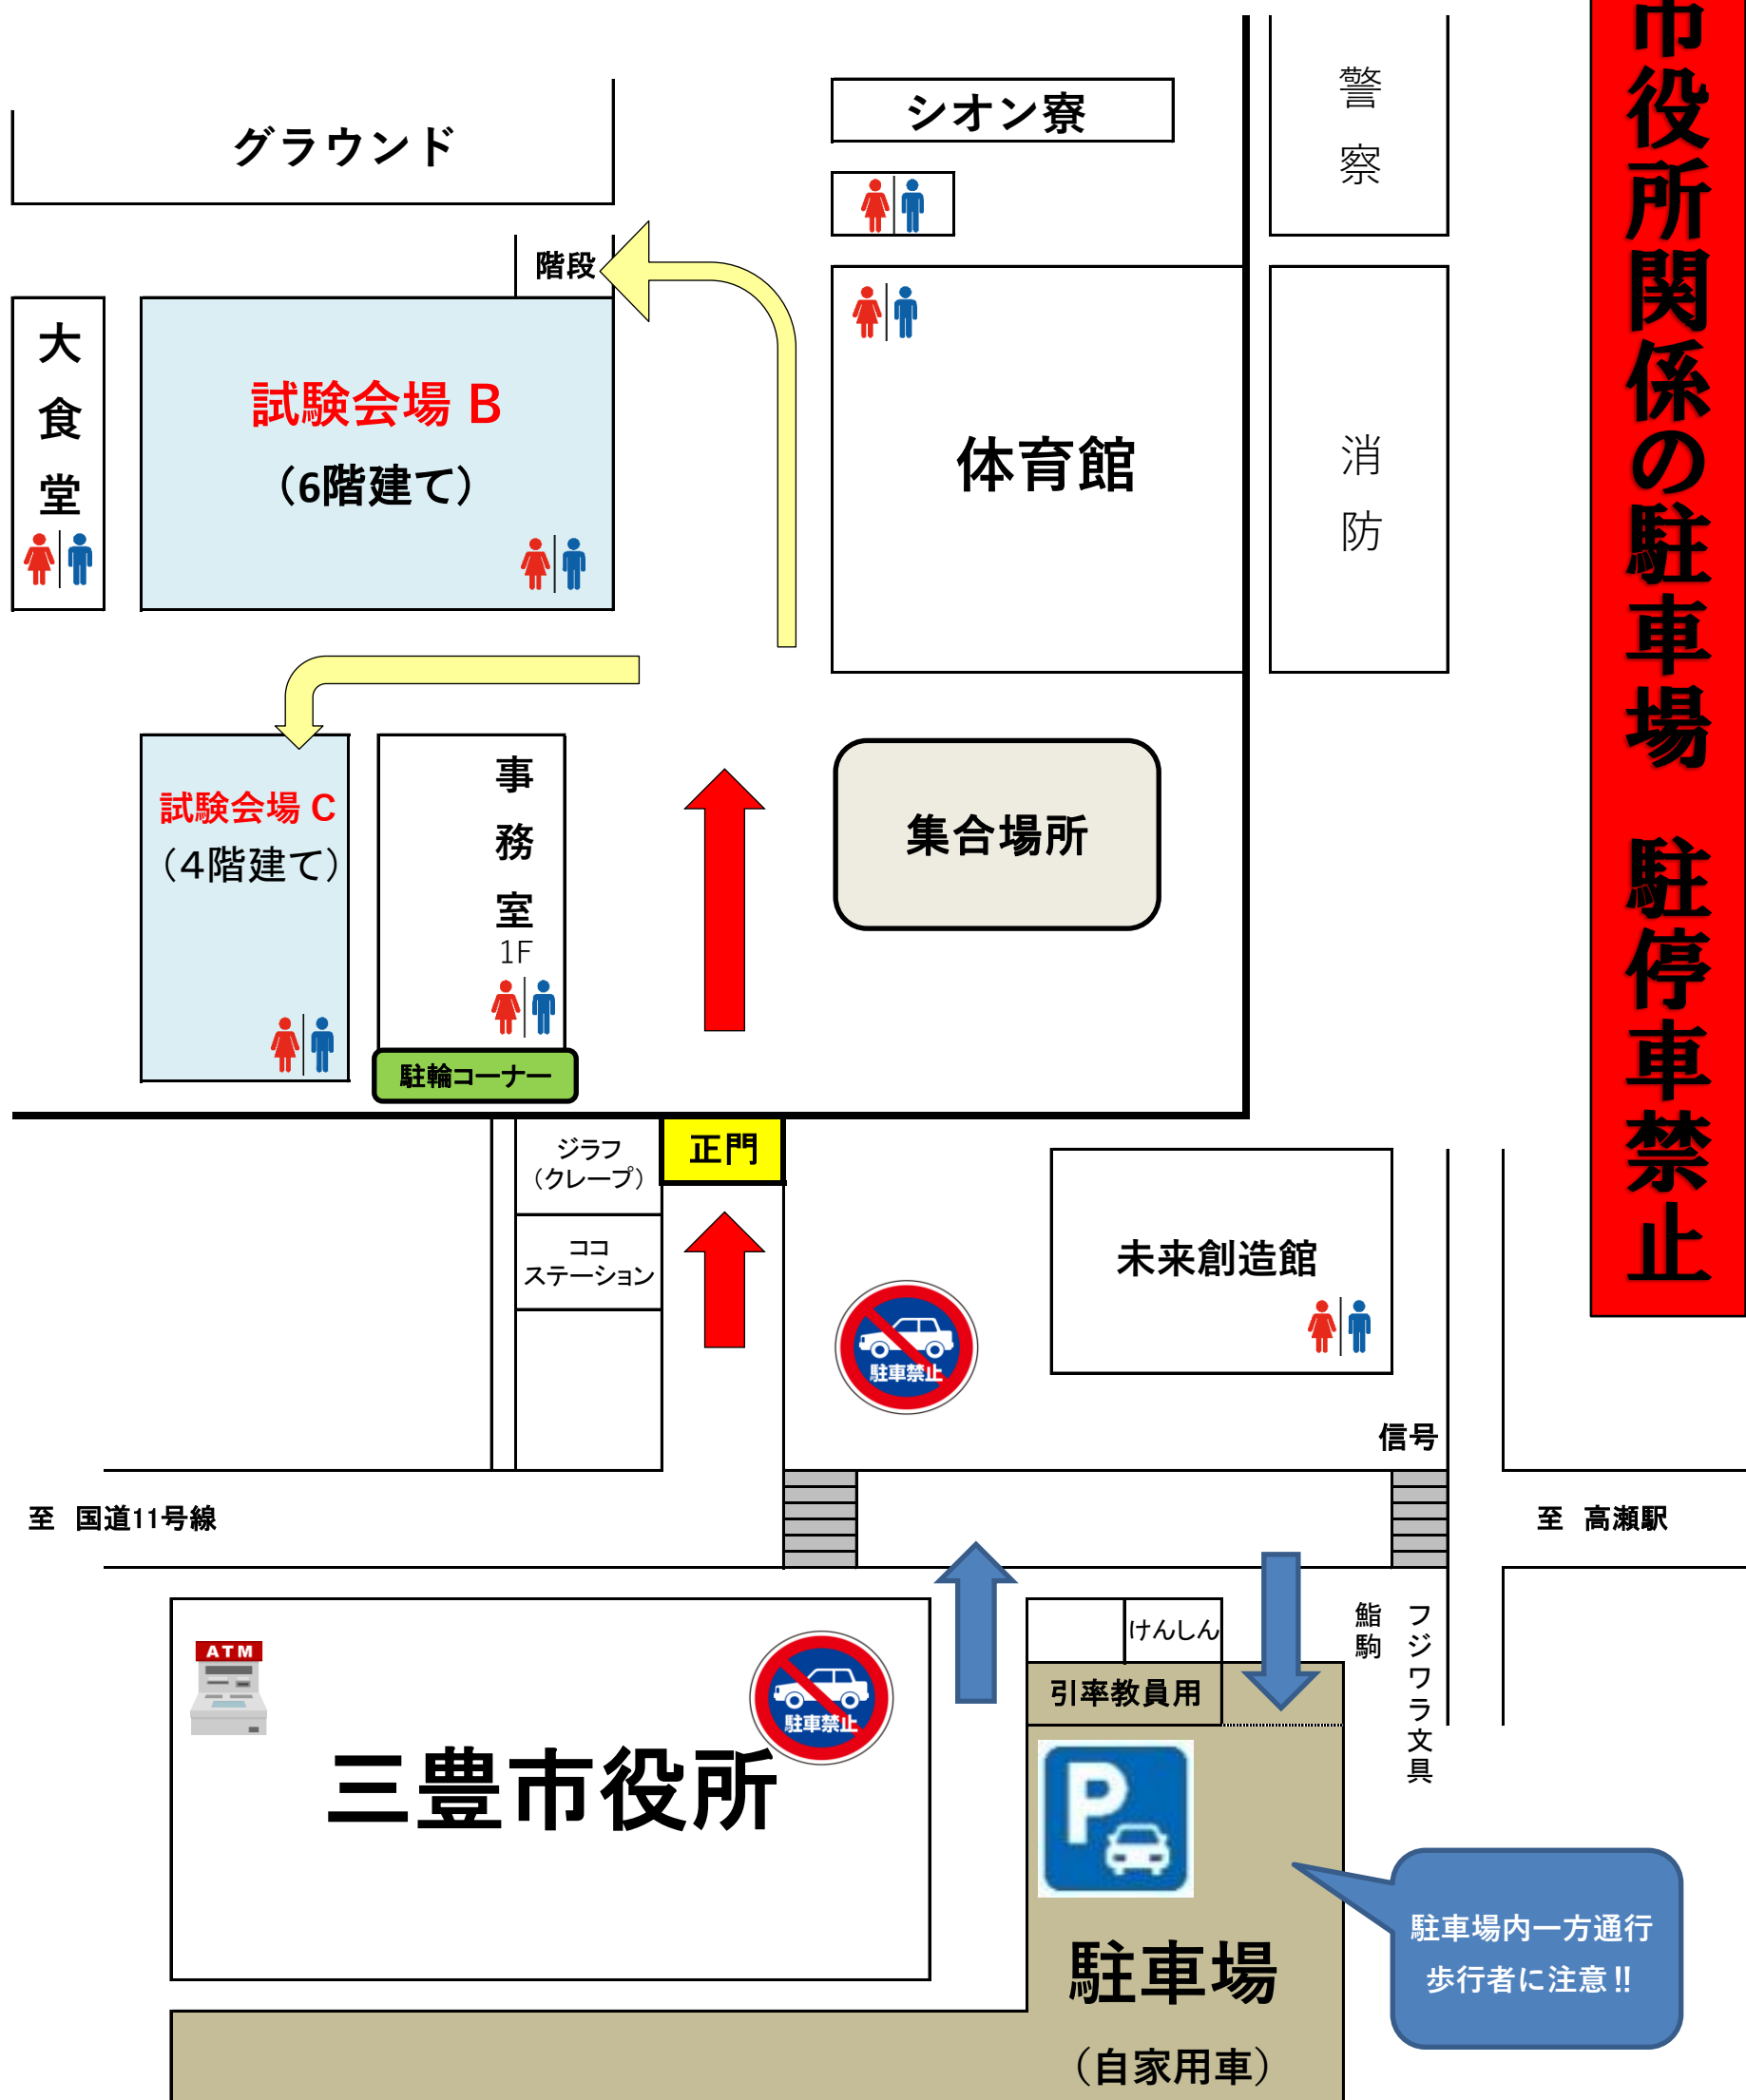 グラウンド
シオン寮
警察
市役所関係の駐車場 駐停車禁止
階段
大食堂
試験会場 B
（6階建て）
体育館
消防
試験会場 C
（4階建て）
事務室
1F
集合場所
駐輪コーナー
正門
ジラフ
（クレープ）
ココ
ステーション
未来創造館
駐車禁止
信号
至 国道11号線
至 高瀬駅
ATM
駐車禁止
三豊市役所
けんしん
引率教員用
鮨駒
フジワラ文具
P
駐車場
（自家用車）
駐車場内一方通行
歩行者に注意!!